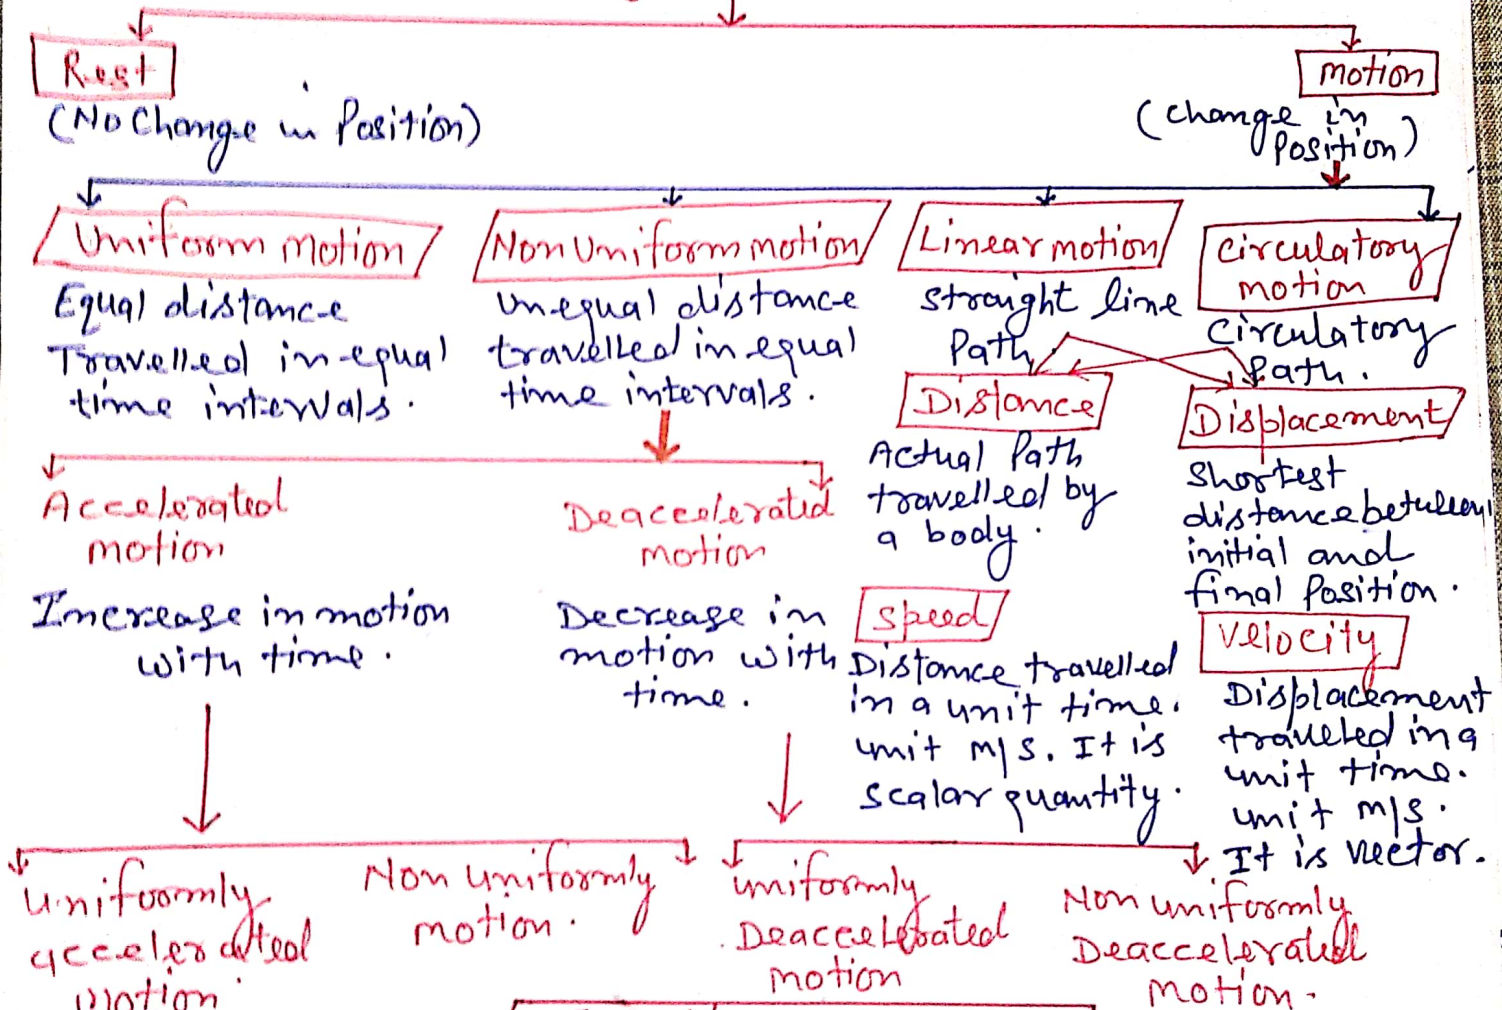 Rest
(No Change in Position)
motion
(change in
Position)
Uniform motion
Equal distance
Travelled in equal
time intervals.
Non Uniform motion
unequal distance
travelled in equal
time intervals.
Linear motion
straight line
Path
circulatory
motion
circulatory
Path.
Distance
Actual Path
travelled by
a body.
Displacement
Shortest
distance between
initial and
final Position.
Accelerated
motion
Increase in motion
with time.
Deaccelerated
motion
Decrease in
motion with
time.
Speed
Distance travelled
in a unit time.
unit m/s. It is
scalar quantity.
velocity
Displacement
travelled in a
unit time.
unit m/s.
It is vector.
Uniformly
accelerated
motion
Non uniformly
motion.
uniformly
Deaccelerated
motion
Non uniformly
Deaccelerated
motion.